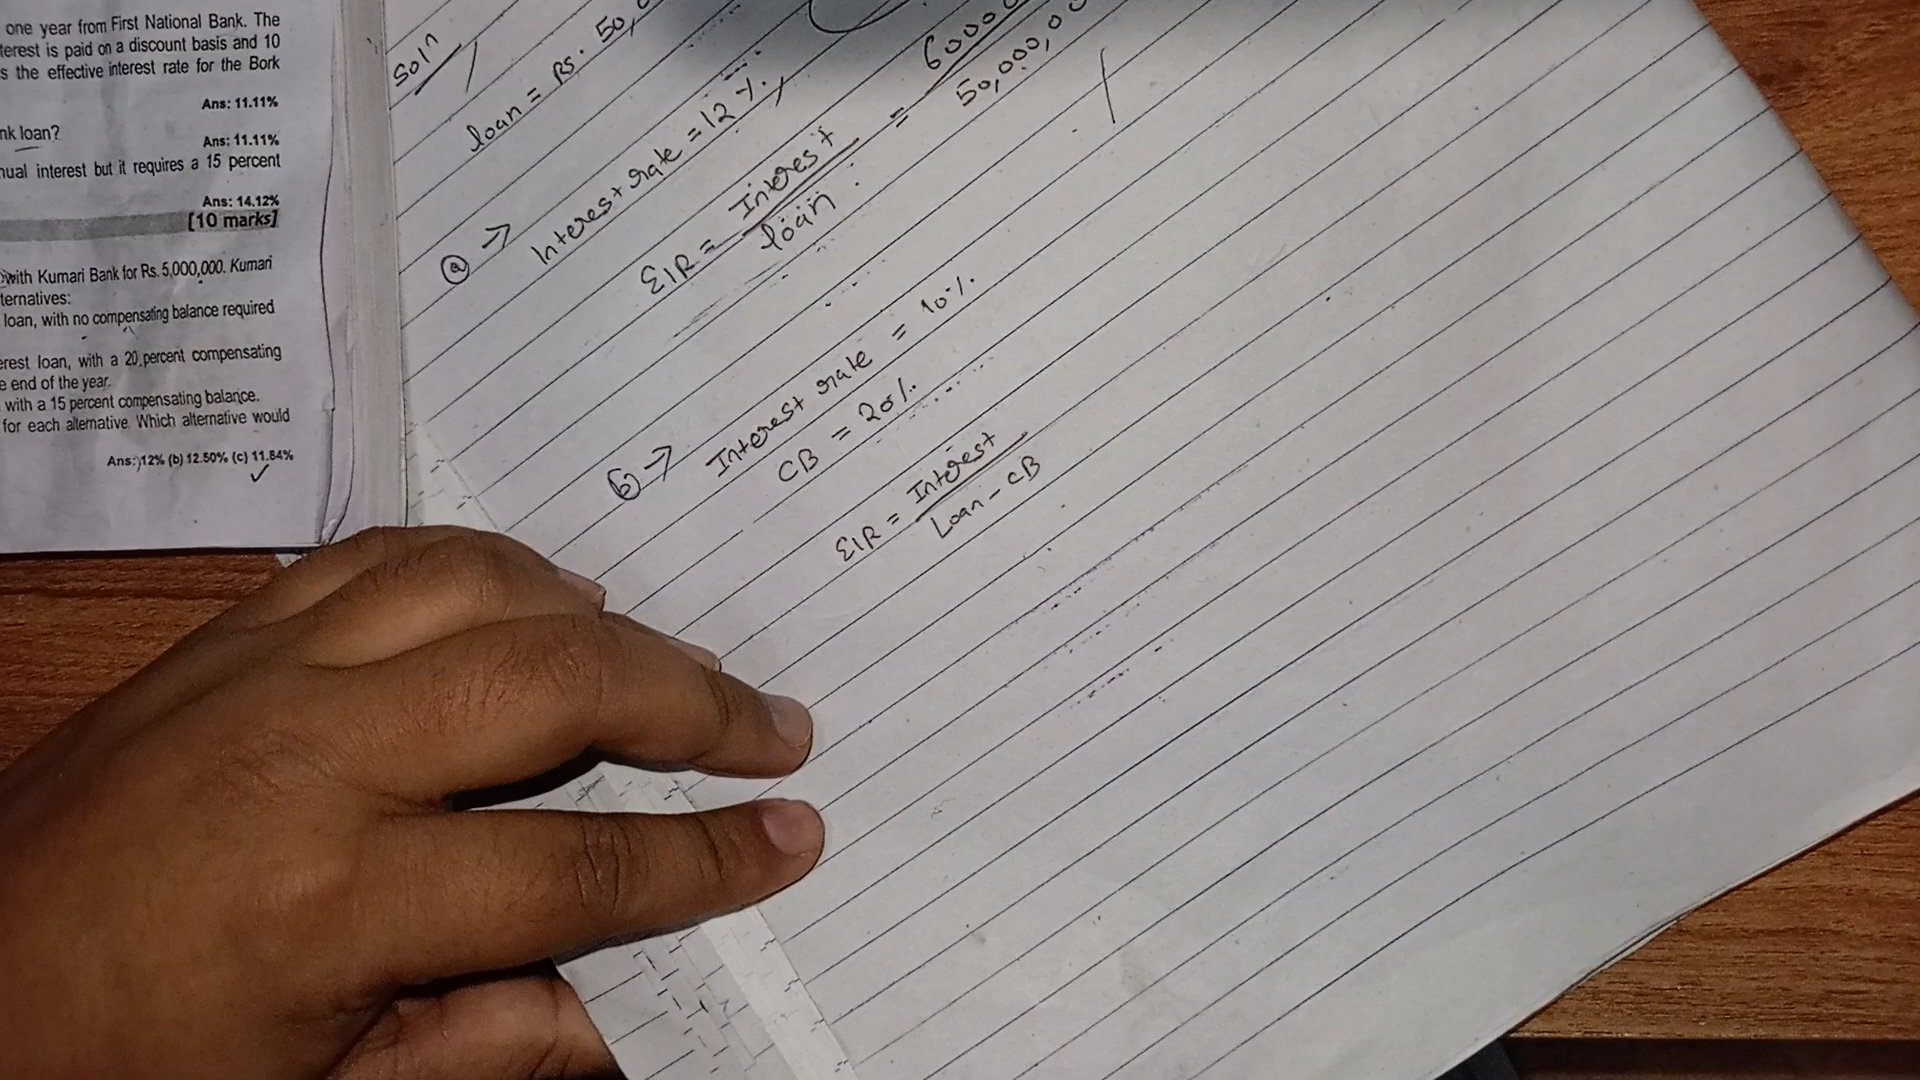 one year from First National Bank. The
terest is paid on a discount basis and 10
s the effective interest rate for the Bork
Ans: 11.11%
nk loan?
Ans: 11.11%
nual interest but it requires a 15 percent
Ans: 14.12%
[10 marks]
with Kumari Bank for Rs. 5,000,000. Kumari
ternatives:
loan, with no compensating balance required
erest loan, with a 20 percent compensating
e end of the year.
with a 15 percent compensating balance.
for each alternative. Which alternative would
Ans: 12% (b) 12.50% (c) 11.84%
Soln
loan = Rs. 50,0
(a) → Interest rate = 12%
EIR = Interest / loan = 60000 / 50,000,00
(b) → Interest rate = 10%
CB = 20%
EIR = Interest / Loan - CB